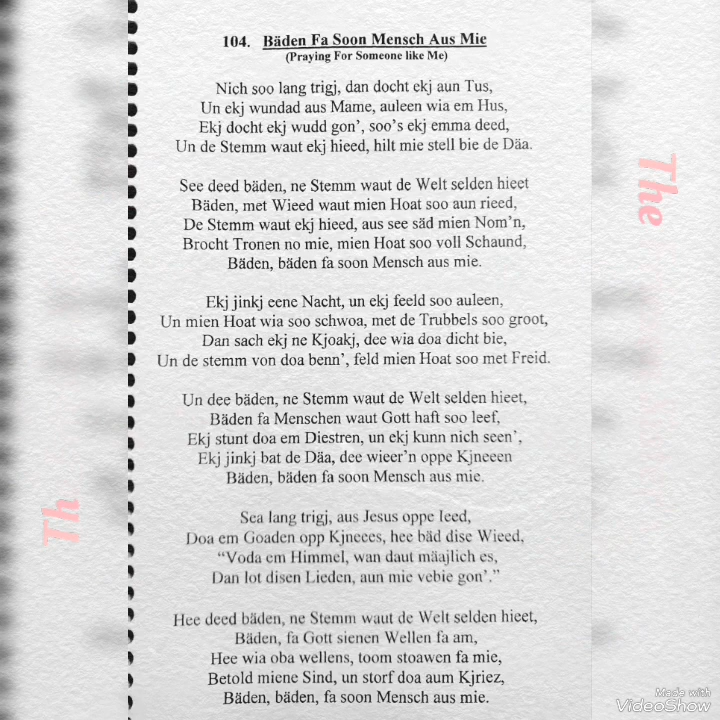 104. Bäden Fa Soon Mensch Aus Mie
(Praying For Someone like Me)
Nich soo lang trigj, dan docht ekj aun Tus,
Un ekj wundad aus Mame, auleen wia em Hus,
Ekj docht ekj wudd gon', soo's ekj emma deed,
Un de Stemm waut ekj hieed, hilt mie stell bie de Däa.
See deed bäden, ne Stemm waut de Welt selden hieet
Bäden, met Wieed waut mien Hoat soo aun rieed,
De Stemm waut ekj hieed, aus see säd mien Nom'n,
Brocht Tronen no mie, mien Hoat soo voll Schaund,
Bäden, bäden fa soon Mensch aus mie.
Ekj jinkj eene Nacht, un ekj feeld soo auleen,
Un mien Hoat wia soo schwoa, met de Trubbels soo groot,
Dan sach ekj ne Kjoakj, dee wia doa dicht bie,
Un de stemm von doa benn', feld mien Hoat soo met Freid.
Un dee bäden, ne Stemm waut de Welt selden hieet,
Bäden fa Menschen waut Gott haft soo leef,
Ekj stunt doa em Diestren, un ekj kunn nich seen',
Ekj jinkj bat de Däa, dee wieer'n oppe Kjneeen
Bäden, bäden fa soon Mensch aus mie.
Sea lang trigj, aus Jesus oppe leed,
Doa em Goaden opp Kjneees, hee bäd dise Wieed,
“Voda em Himmel, wan daut määjlich es,
Dan lot disen Lieden, aun mie vebie gon'.”
Hee deed bäden, ne Stemm waut de Welt selden hieet,
Bäden, fa Gott sienen Wellen fa am,
Hee wia oba wellens, toom stoawen fa mie,
Betold miene Sind, un storf doa aum Kjriez,
Bäden, bäden, fa soon Mensch aus mie.
The
Th
Made with
VideoShow